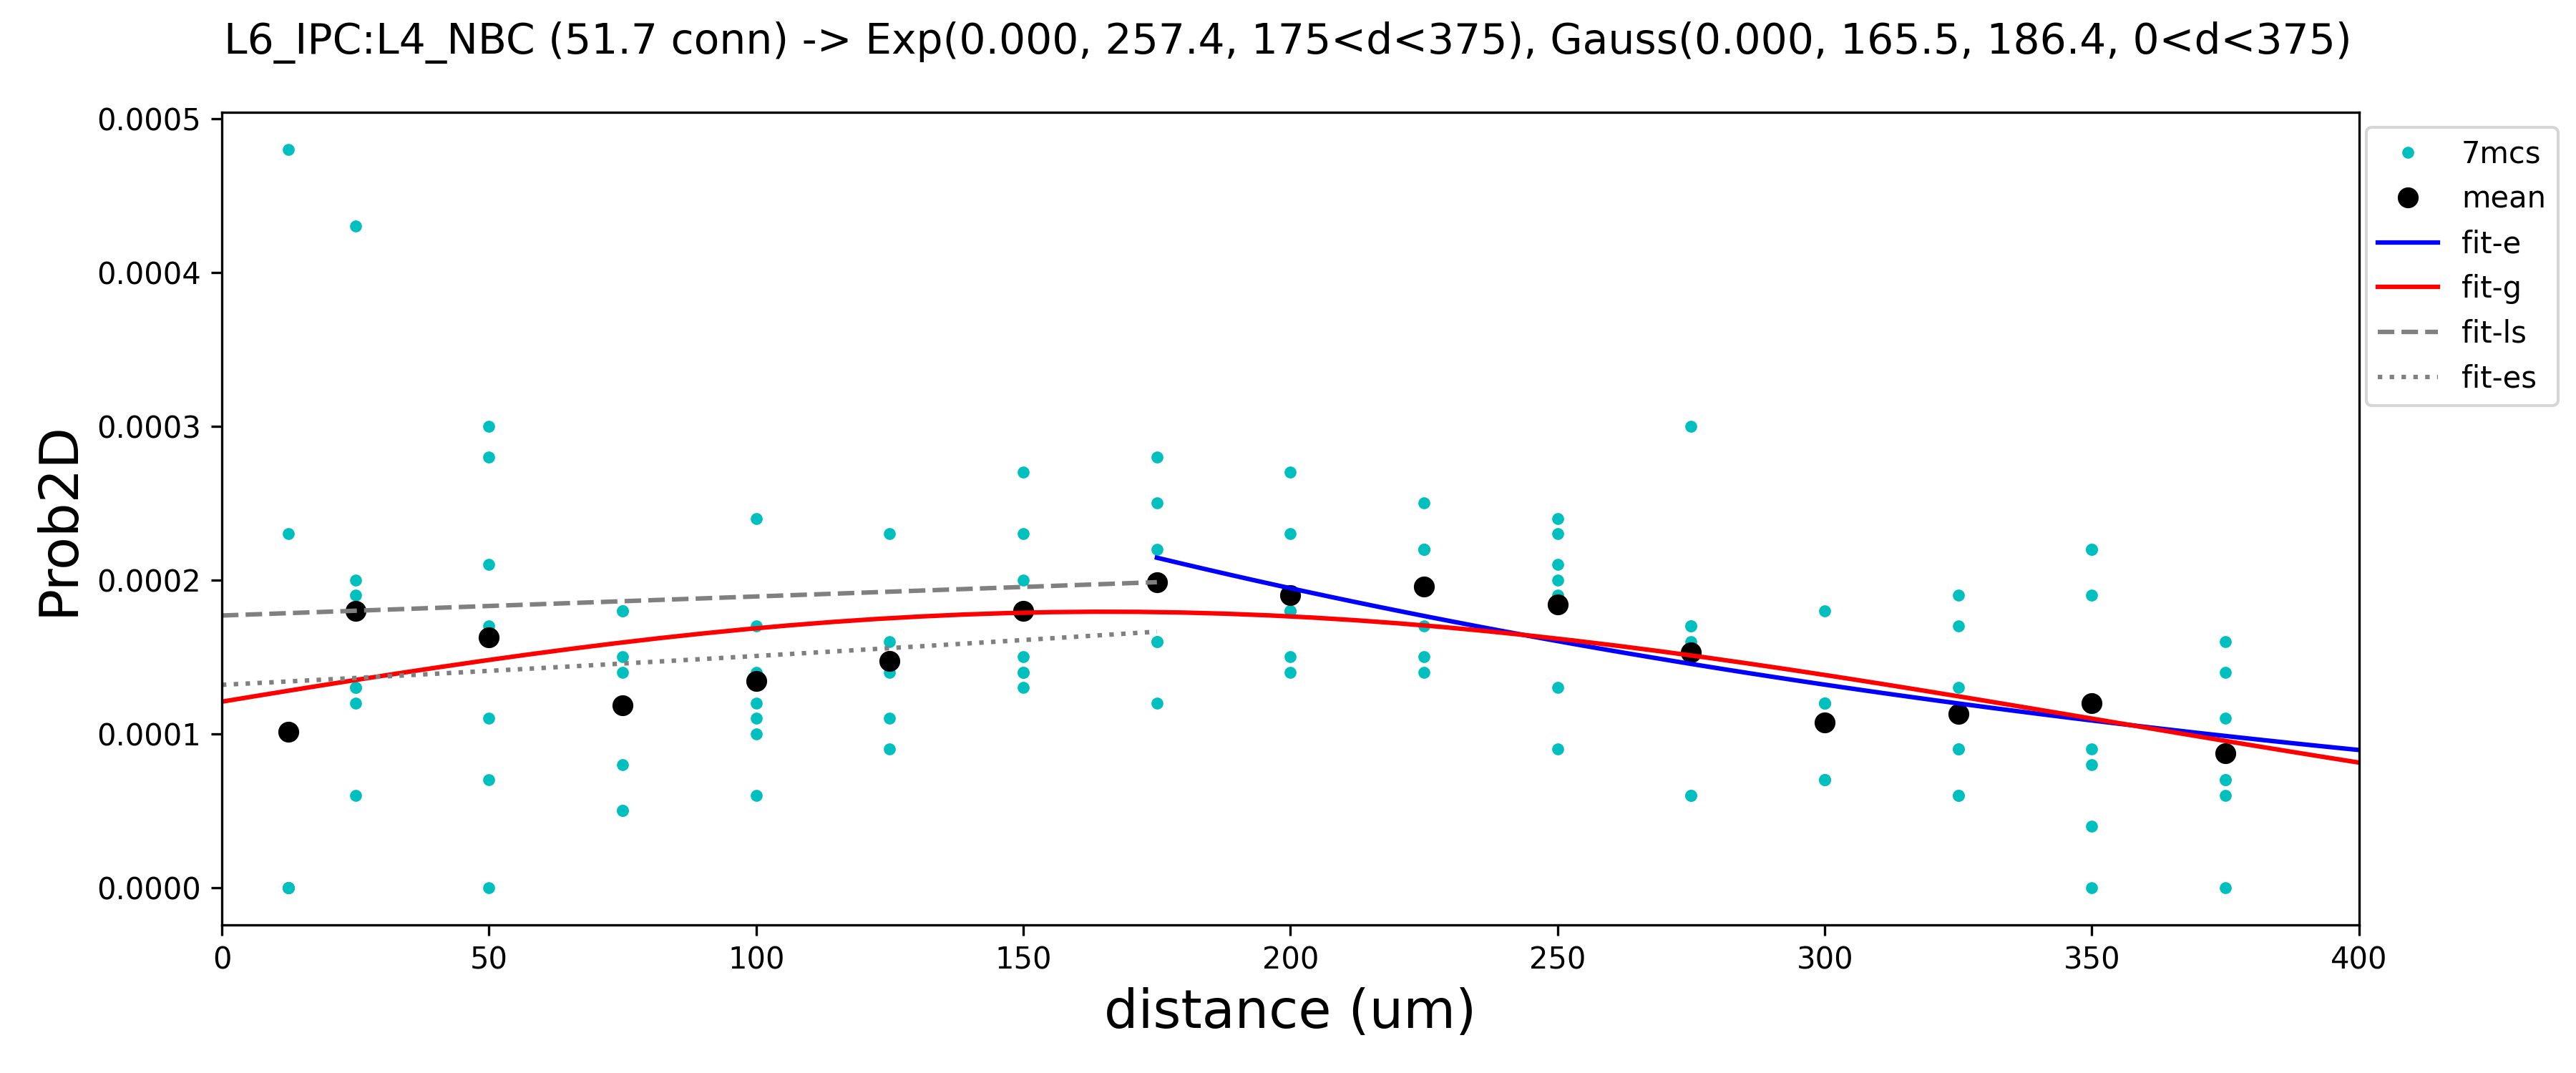 L6_IPC:L4_NBC (51.7 conn) -> Exp(0.000, 257.4, 175<d<375), Gauss(0.000, 165.5, 186.4, 0<d<375)
0.0005
0.0004
0.0003
0.0002
0.0001
0.0000
Prob2D
0 50 100 150 200 250 300 350 400
distance (um)
7mcs
mean
fit-e
fit-g
fit-ls
fit-es